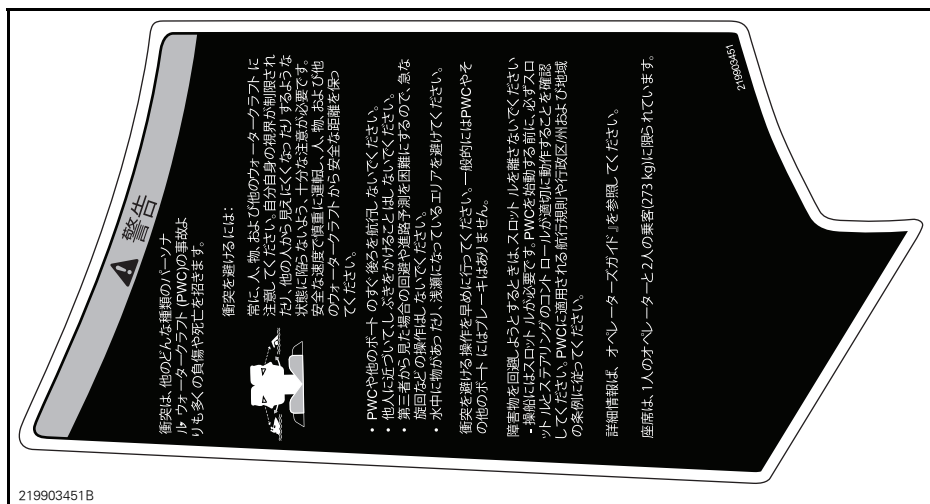 警告
衝突は、他のどんな種類のパーソナ
ル・ウォータークラフト(PWC)の事故よ
りも多くの負傷や死亡を招きます。
衝突を避けるには：
常に、人、物、および他のウォータークラフトに
注意してください。自分自身の視界が制限され
たり、他の人から見えにくくなったりするような
状態に陥らないよう、十分な注意が必要です。
安全な速度で慎重に運転し、人、物、および他
のウォータークラフトから安全な距離を保っ
てください。
・PWCや他のボートのすぐ後ろを航行しないでください。
・他人に近づいてしぶきをかけることはしないでください。
・第三者から見た場合の回避や進路予測を困難にするので、急な
旋回などの操作はしないでください。
・水中に物があったり、浅瀬になっているエリアを避けてください。
衝突を避ける操作を早めに行ってください。一般的にはPWCやそ
の他のボートにはブレーキはありません。
障害物を回避しようとするときは、スロットルを離さないでください
- 操船にはスロットルが必要です。PWCを始動する前に、必ずスロ
ットルとステアリングのコントロールが適切に動作することを確認
してください。PWCに適用される航行規則や行政区/州および地域
の条例に従ってください。
詳細情報は、オペレーターズガイド』を参照してください。
座席は、1人のオペレーターと2人の乗客(273 kg)に限られています。
219903451
219903451B